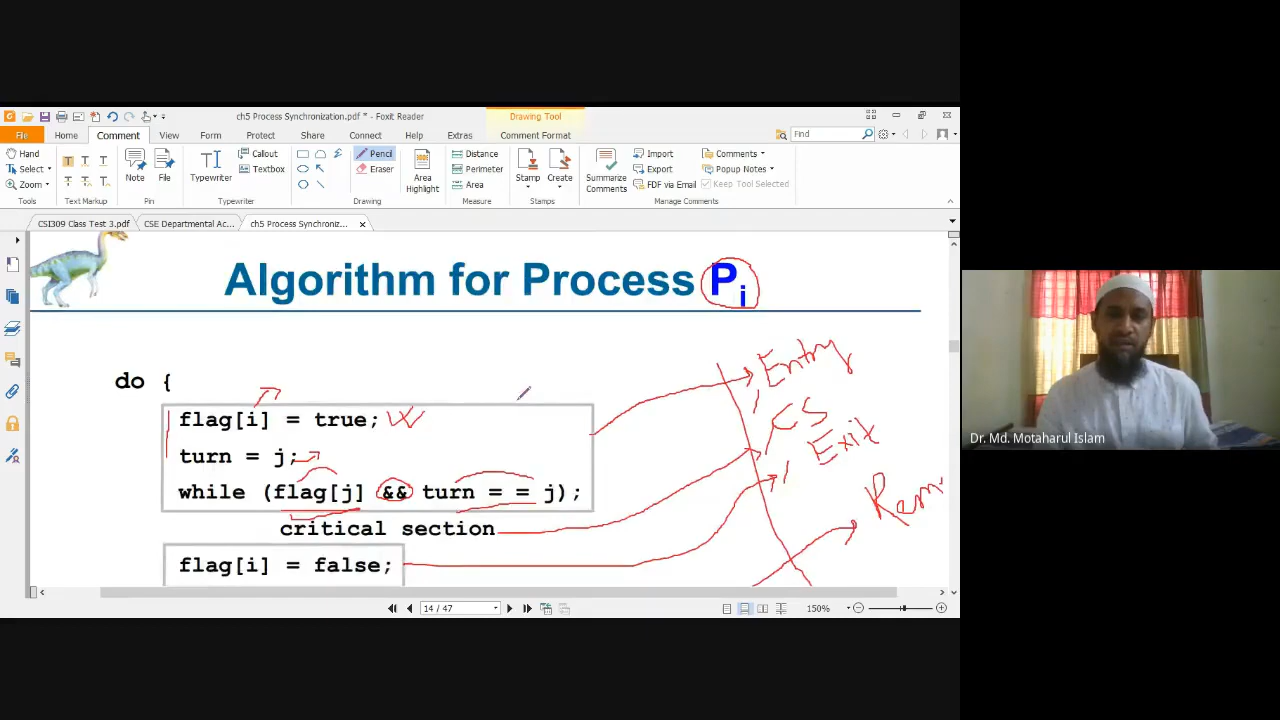 ch5 Process Synchronization.pdf * - Foxit Reader
Drawing Tool
File Home Comment View Form Protect Share Connect Help Extras Comment Format
Find
Hand
Select
Zoom
Tools
Text Markup
Note
File
Pin
Typewriter
Callout
Textbox
Typewriter
Pencil
Eraser
Drawing
Area Highlight
Distance
Perimeter
Area
Measure
Stamp
Create
Stamps
Summarize Comments
Import
Export
FDF via Email
Comments
Popup Notes
Keep Tool Selected
Manage Comments
CSI309 Class Test 3.pdf
CSE Departmental Ac...
ch5 Process Synchroniz...
Algorithm for Process Pi
do {
flag[i] = true;
turn = j;
while (flag[j] && turn = = j);
critical section
flag[i] = false;
Entry
CS
Exit
Rem
14 / 47
150%
Dr. Md. Motaharul Islam